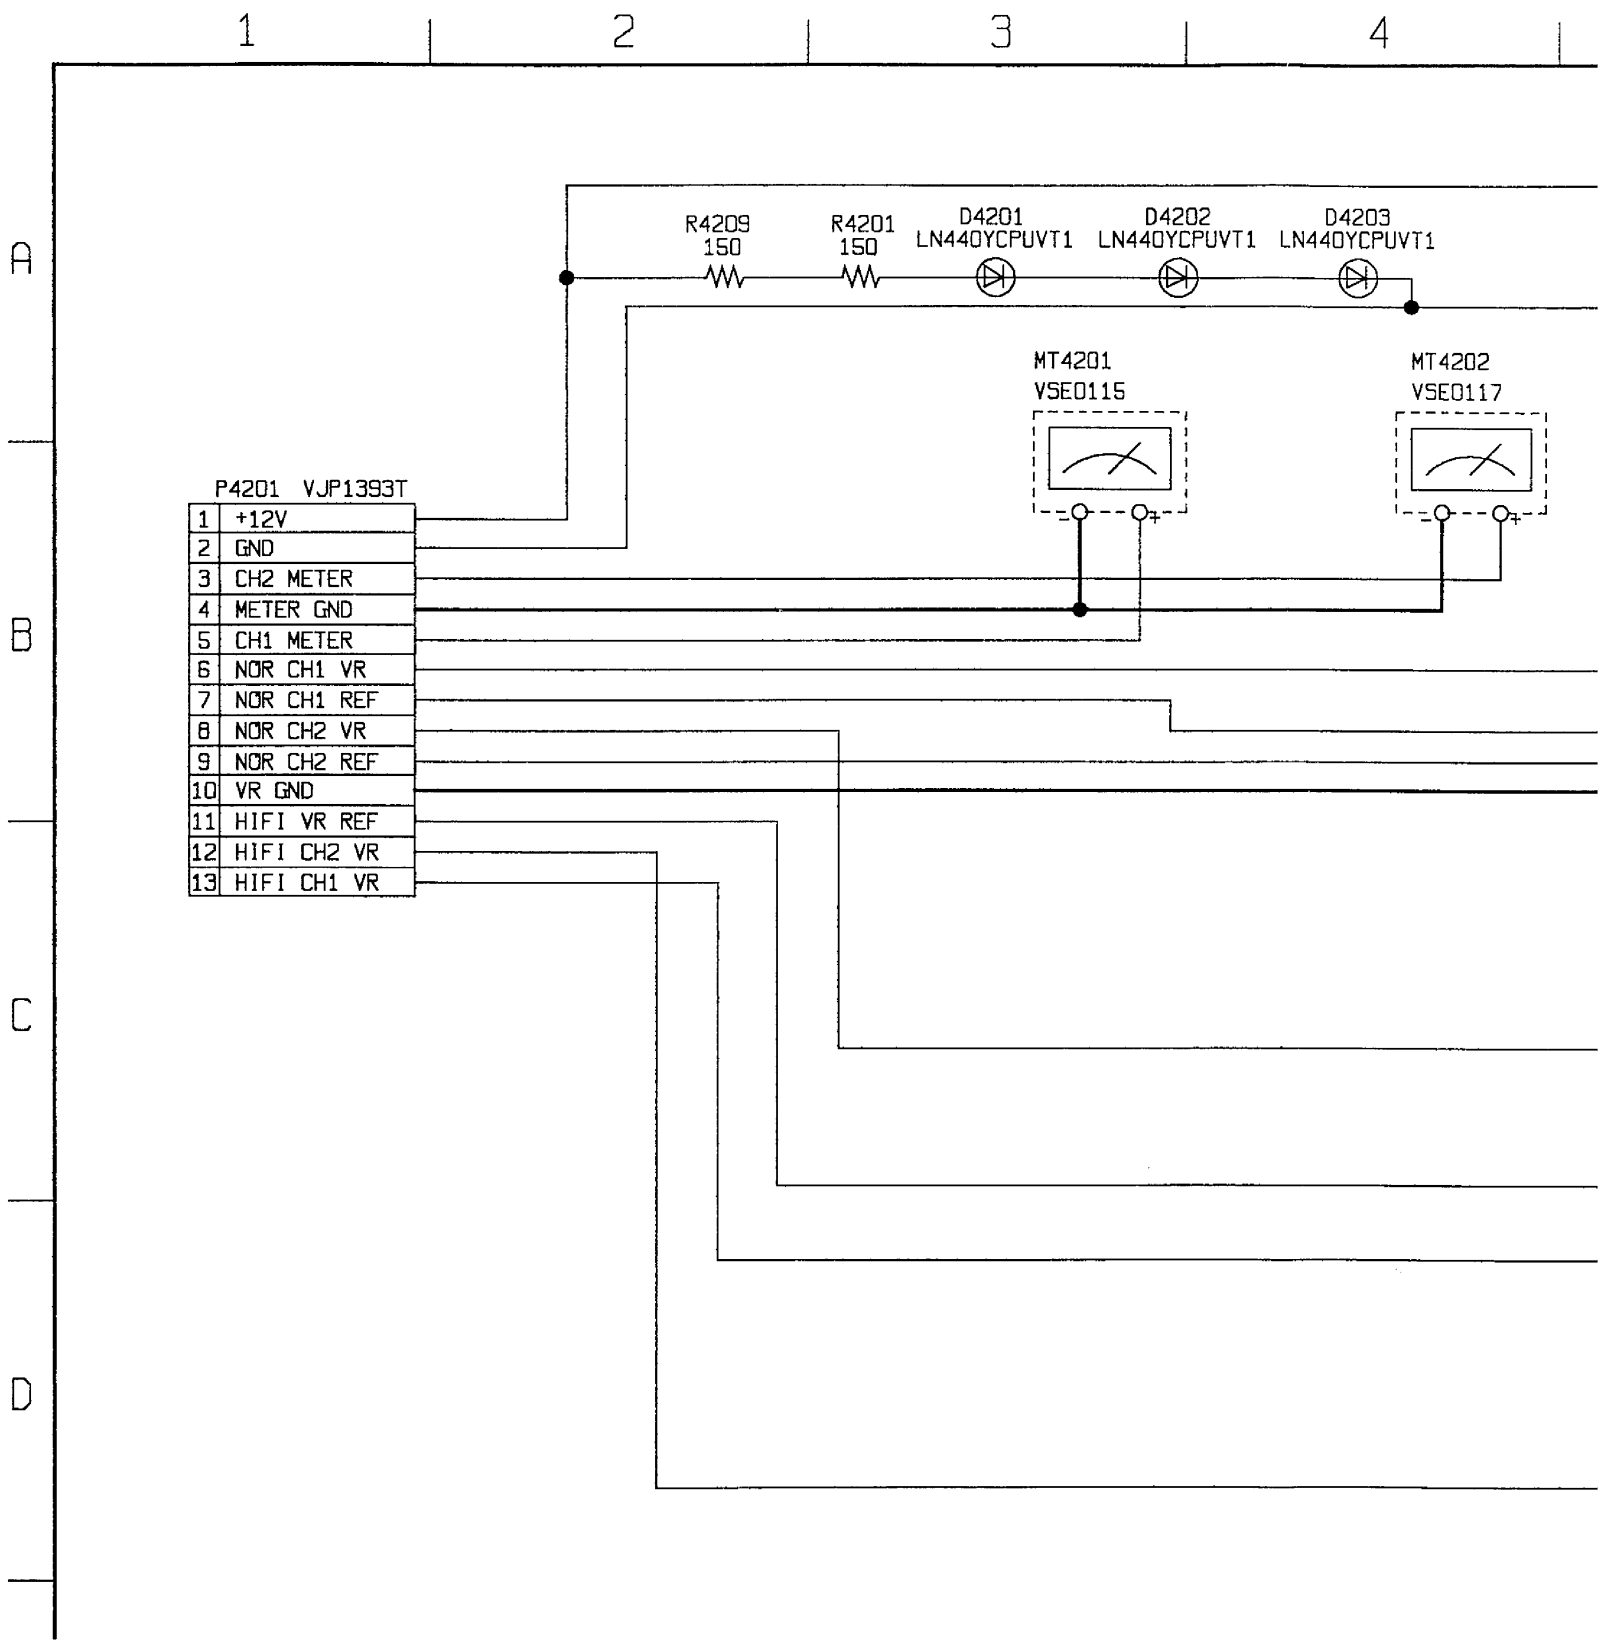 1 2 3 4
A
B
C
D
R4209
150
R4201
150
D4201
LN440YCPUVT1
D4202
LN440YCPUVT1
D4203
LN440YCPUVT1
MT4201
VSE0115
- +
MT4202
VSE0117
- +
P4201 VJP1393T
1 +12V
2 GND
3 CH2 METER
4 METER GND
5 CH1 METER
6 NOR CH1 VR
7 NOR CH1 REF
8 NOR CH2 VR
9 NOR CH2 REF
10 VR GND
11 HIFI VR REF
12 HIFI CH2 VR
13 HIFI CH1 VR